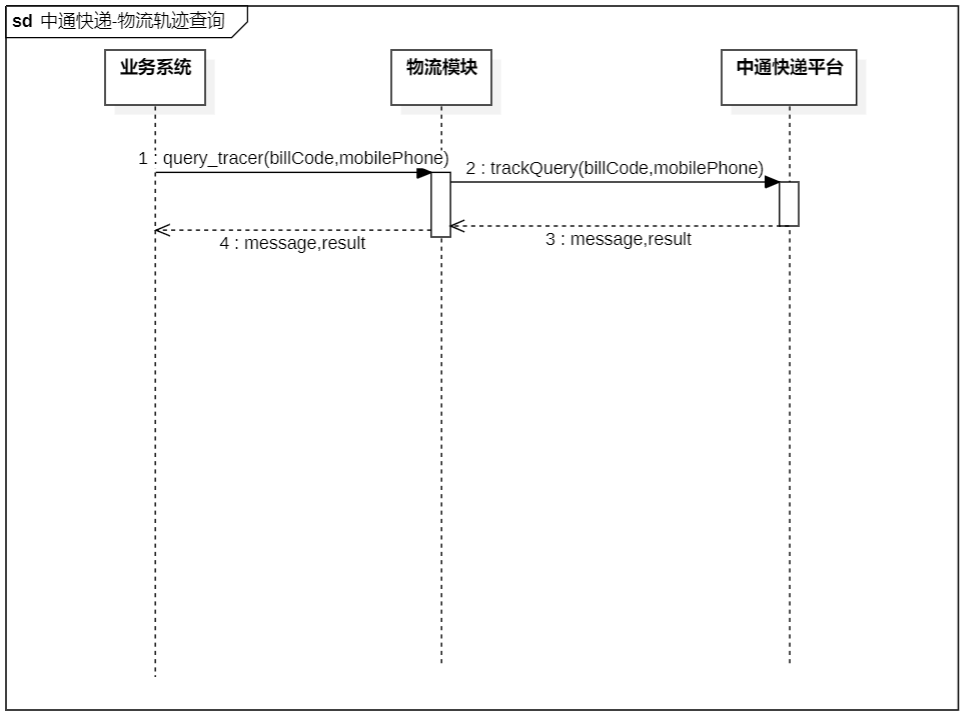 sd 中通快递-物流轨迹查询
业务系统
物流模块
中通快递平台
1 : query_tracer(billCode,mobilePhone)
2 : trackQuery(billCode,mobilePhone)
3 : message,result
4 : message,result